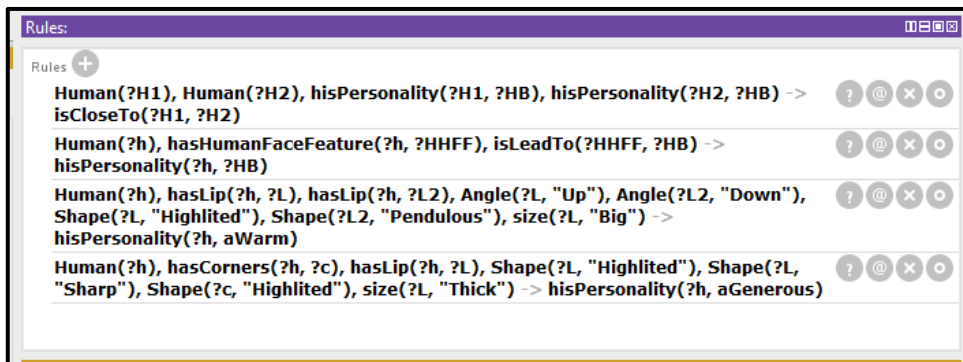 Rules:
Rules
Human(?H1), Human(?H2), hisPersonality(?H1, ?HB), hisPersonality(?H2, ?HB) ->
isCloseTo(?H1, ?H2)
Human(?h), hasHumanFaceFeature(?h, ?HHFF), isLeadTo(?HHFF, ?HB) ->
hisPersonality(?h, ?HB)
Human(?h), hasLip(?h, ?L), hasLip(?h, ?L2), Angle(?L, "Up"), Angle(?L2, "Down"),
Shape(?L, "Highlited"), Shape(?L2, "Pendulous"), size(?L, "Big") ->
hisPersonality(?h, aWarm)
Human(?h), hasCorners(?h, ?c), hasLip(?h, ?L), Shape(?L, "Highlited"), Shape(?L,
"Sharp"), Shape(?c, "Highlited"), size(?L, "Thick") -> hisPersonality(?h, aGenerous)